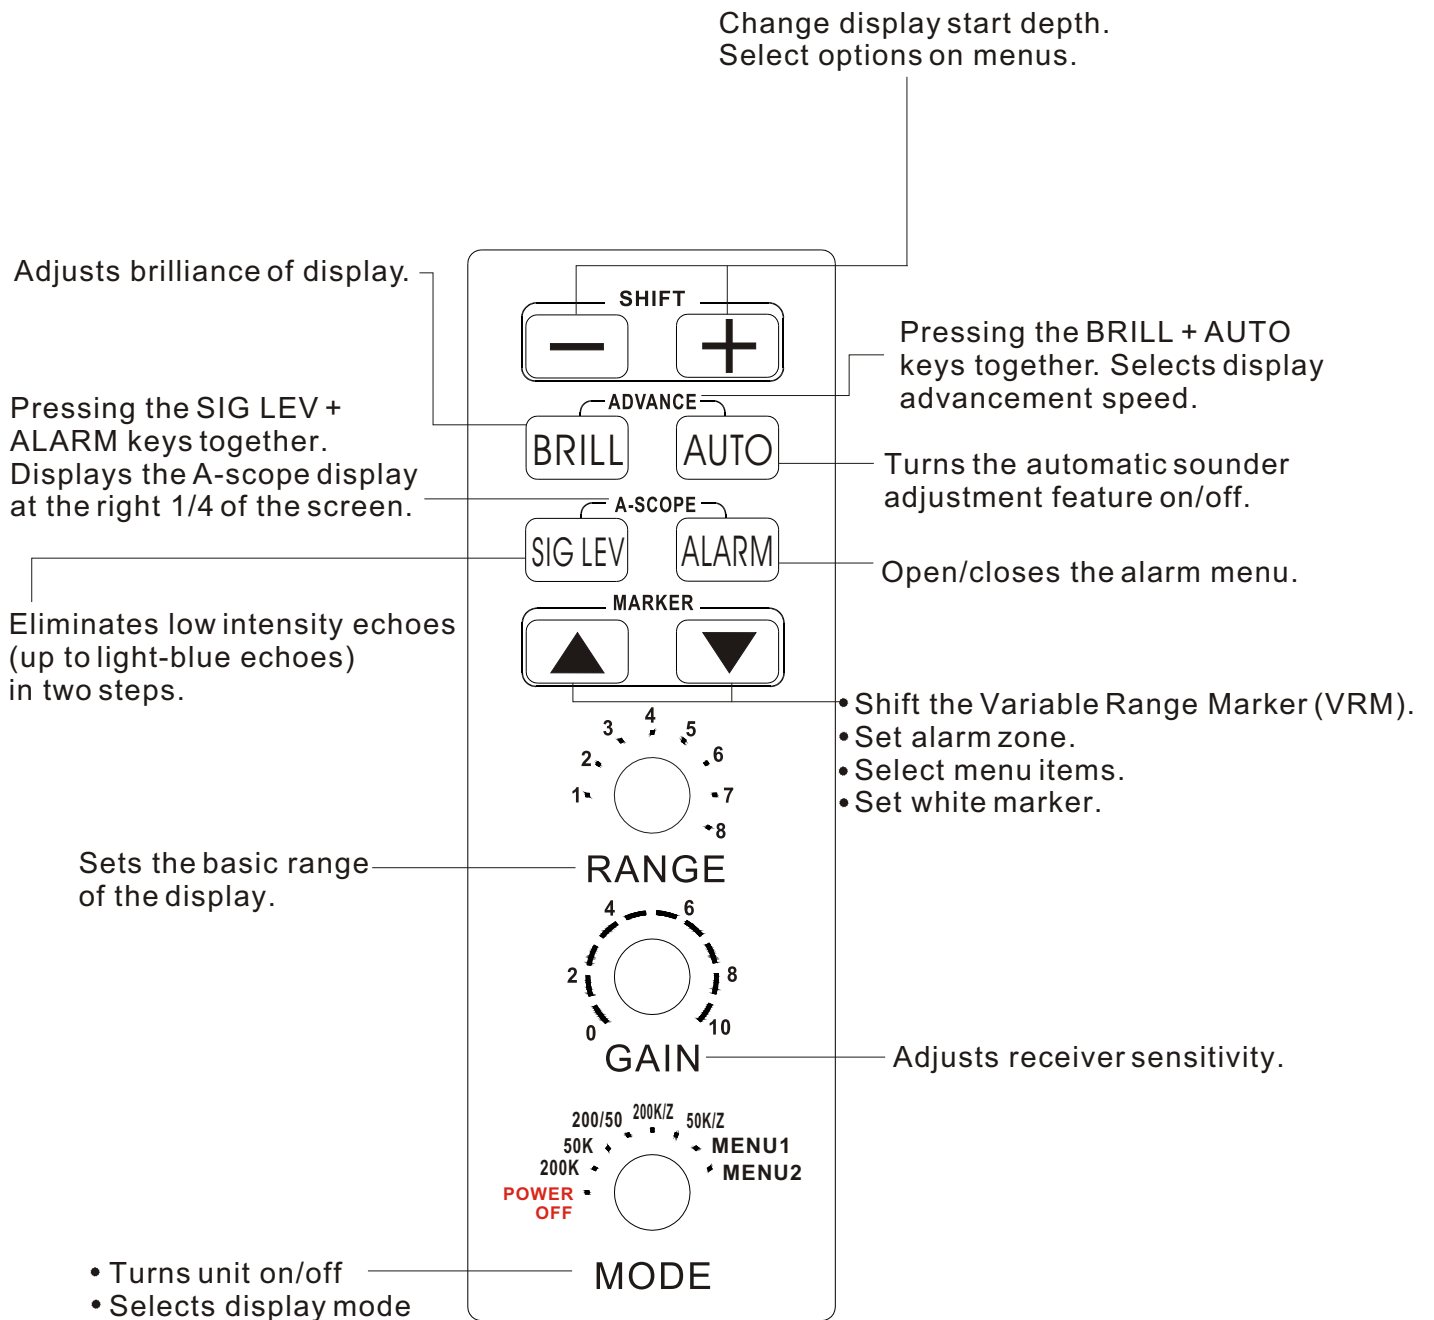 Change display start depth.
Select options on menus.
Adjusts brilliance of display.
SHIFT
− +
Pressing the BRILL + AUTO
keys together. Selects display
advancement speed.
ADVANCE
BRILL AUTO
Pressing the SIG LEV +
ALARM keys together.
Displays the A-scope display
at the right 1/4 of the screen.
Turns the automatic sounder
adjustment feature on/off.
A-SCOPE
SIG LEV ALARM
Open/closes the alarm menu.
Eliminates low intensity echoes
(up to light-blue echoes)
in two steps.
MARKER
▲ ▼
• Shift the Variable Range Marker (VRM).
• Set alarm zone.
• Select menu items.
• Set white marker.
1 2 3 4 5 6 7 8
RANGE
Sets the basic range
of the display.
0 2 4 6 8 10
GAIN
Adjusts receiver sensitivity.
POWER
OFF
200K
50K
200/50
200K/Z
50K/Z
MENU1
MENU2
MODE
• Turns unit on/off
• Selects display mode